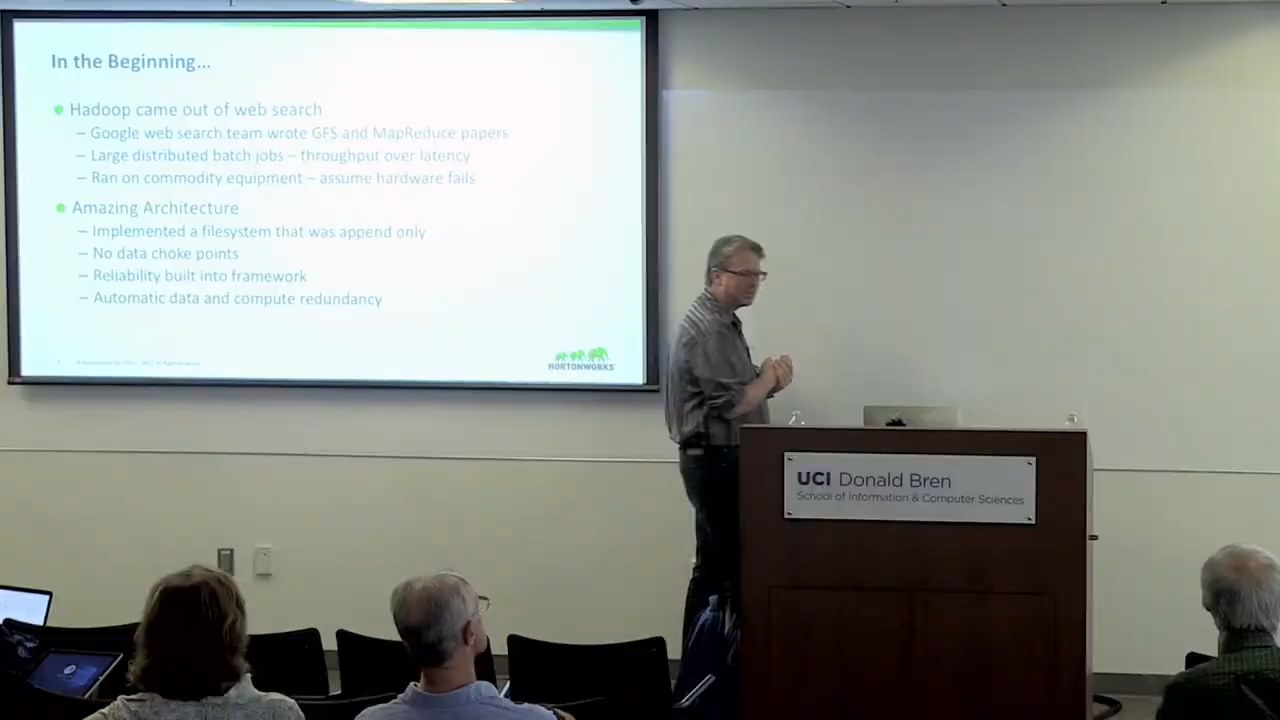 In the Beginning...
Hadoop came out of web search
– Google web search team wrote GFS and MapReduce papers
– Large distributed batch jobs – throughput over latency
– Ran on commodity equipment – assume hardware fails
Amazing Architecture
– Implemented a filesystem that was append only
– No data choke points
– Reliability built into framework
– Automatic data and compute redundancy
HORTONWORKS
UCI Donald Bren
School of Information & Computer Sciences